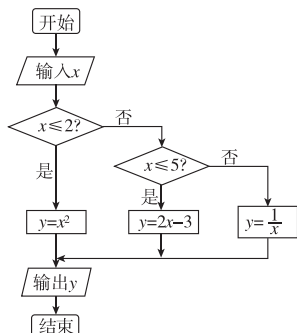 开始
输入x
x≤2?
否
x≤5?
否
是
是
y=x²
y=2x-3
y=1/x
输出y
结束